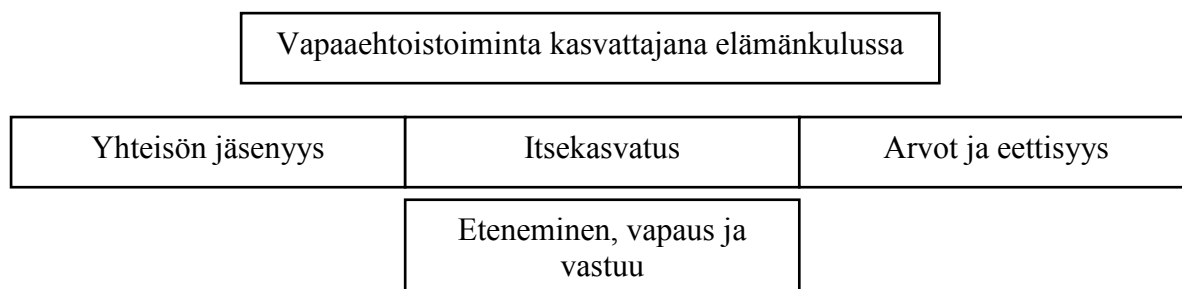 Vapaaehtoistoiminta kasvattajana elämänkulussa
Yhteisön jäsenyys
Itsekasvatus
Arvot ja eettisyys
Eteneminen, vapaus ja
vastuu